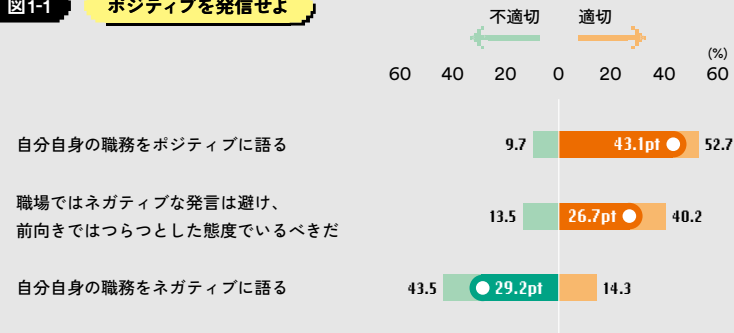 図1-1 ポジティブを発信せよ
不適切 適切
(%)
60 40 20 0 20 40 60
自分自身の職務をポジティブに語る 9.7 43.1pt 52.7
職場ではネガティブな発言は避け、
前向きではつらつとした態度でいるべきだ 13.5 26.7pt 40.2
自分自身の職務をネガティブに語る 43.5 29.2pt 14.3